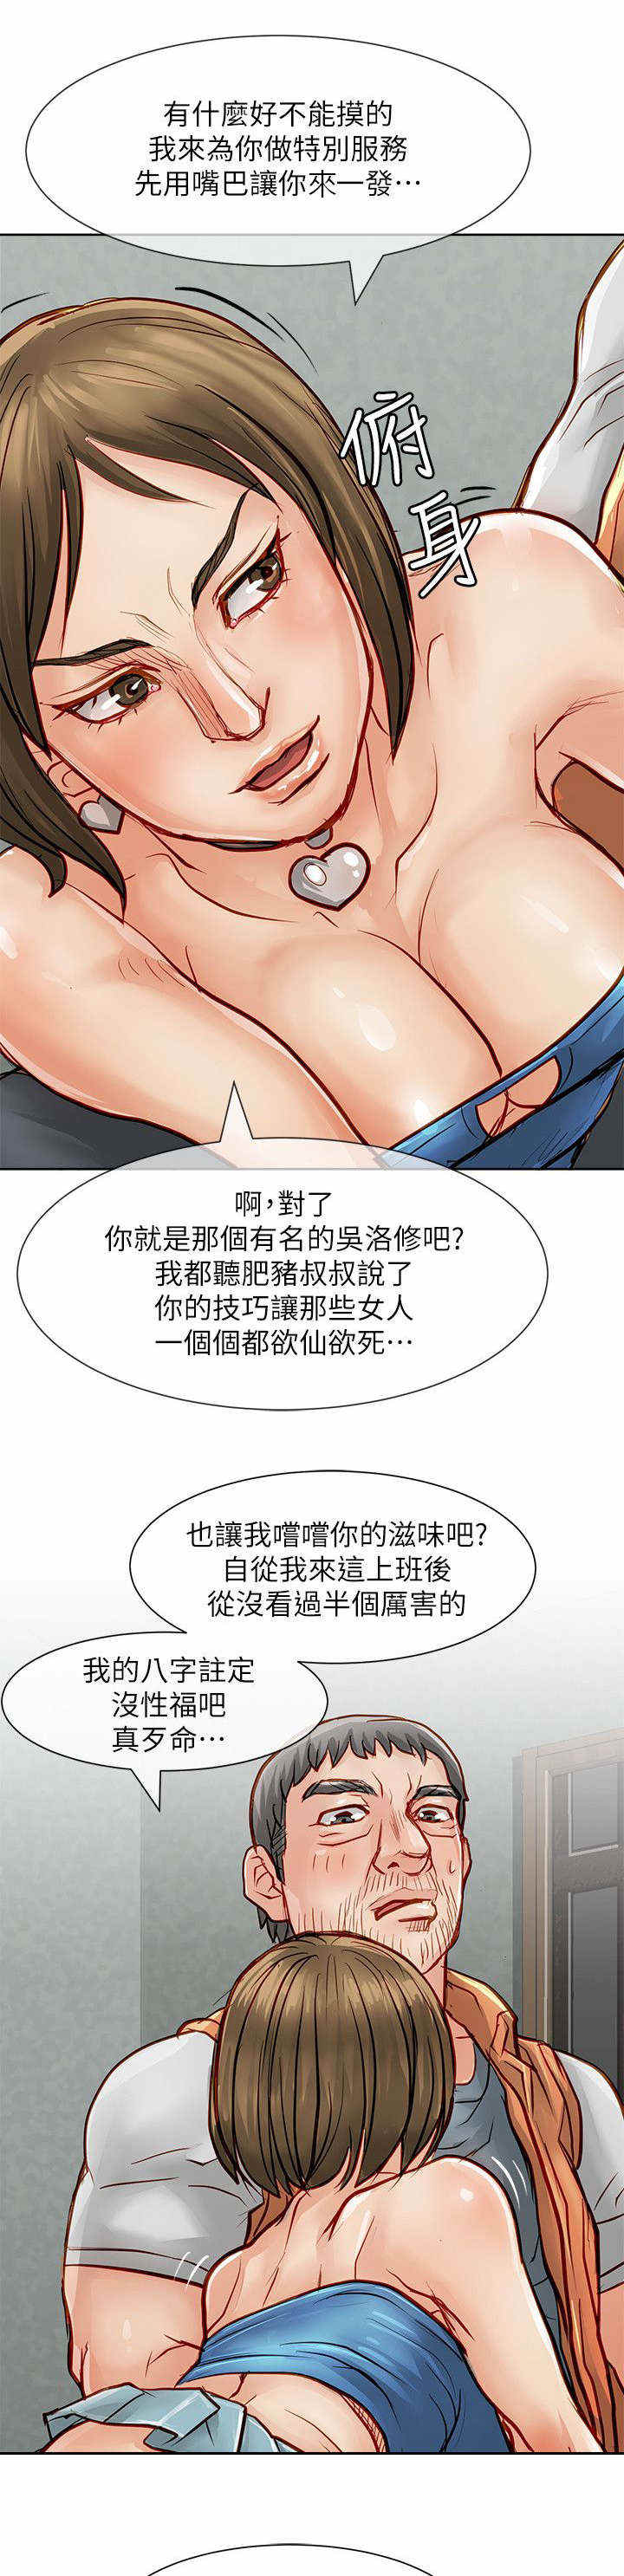 有什麼好不能摸的
我來為你做特別服務
先用嘴巴讓你來一發⋯
俯身
啊，對了
你就是那個有名的吳洛修吧?
我都聽肥豬叔叔說了
你的技巧讓那些女人
一個個都欲仙欲死⋯
也讓我嚐嚐你的滋味吧?
自從我來這上班後
從沒看過半個厲害的
我的八字註定
沒性福吧
真歹命⋯